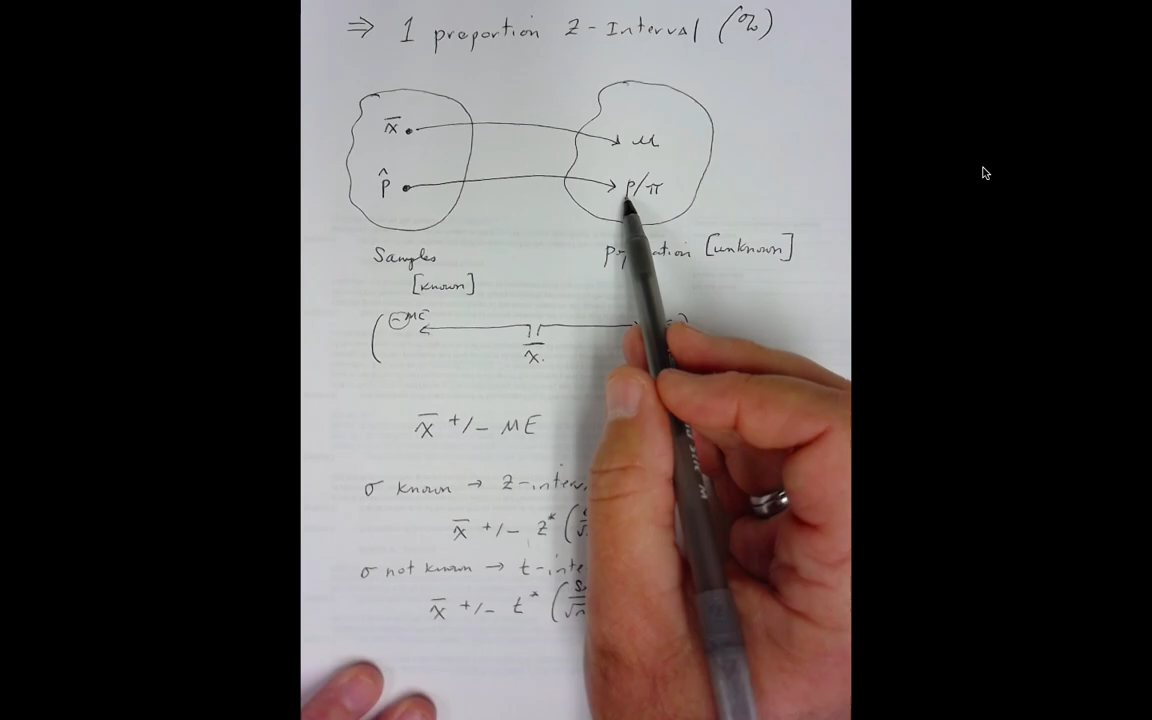 ⇒ 1 proportion Z-Interval (%)
x̄ μ
p̂ p/π
Samples
[known]
[unknown]
( -ME
x̄
x̄ +/- ME
σ known → Z-inter
x̄ +/- z* (
σ not known → t-inte
x̄ +/- t* (S/√n